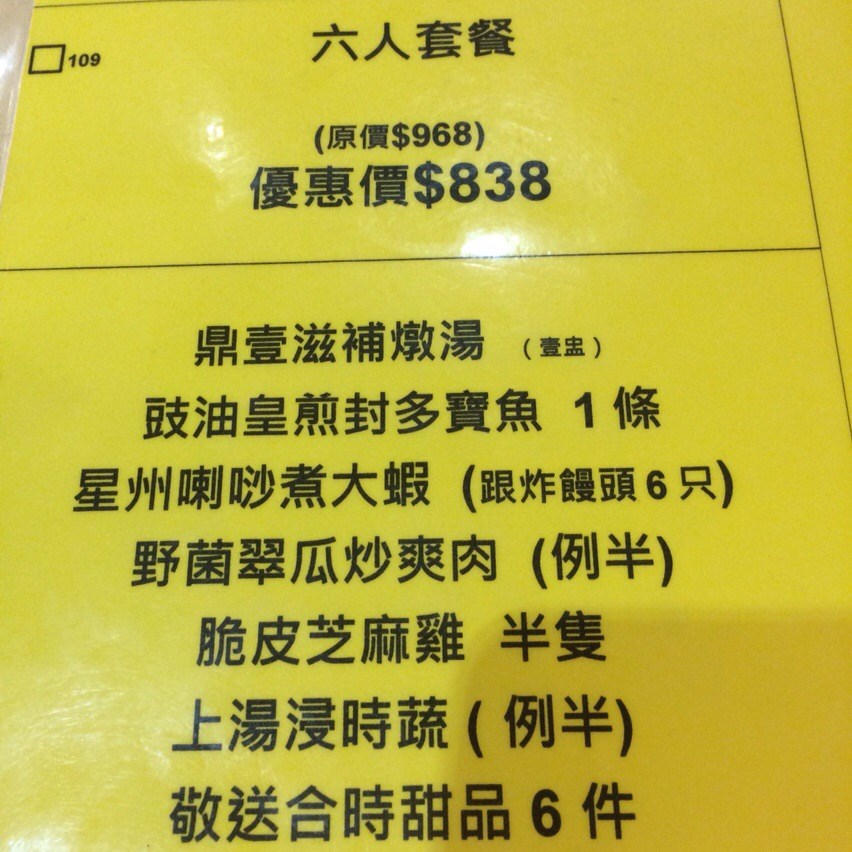 109
六人套餐
(原價$968)
優惠價$838
鼎壹滋補燉湯 (壹盅)
豉油皇煎封多寶魚 1 條
星州喇唦煮大蝦 (跟炸饅頭 6 只)
野菌翠瓜炒爽肉 (例半)
脆皮芝麻雞 半隻
上湯浸時蔬 ( 例半)
敬送合時甜品 6 件